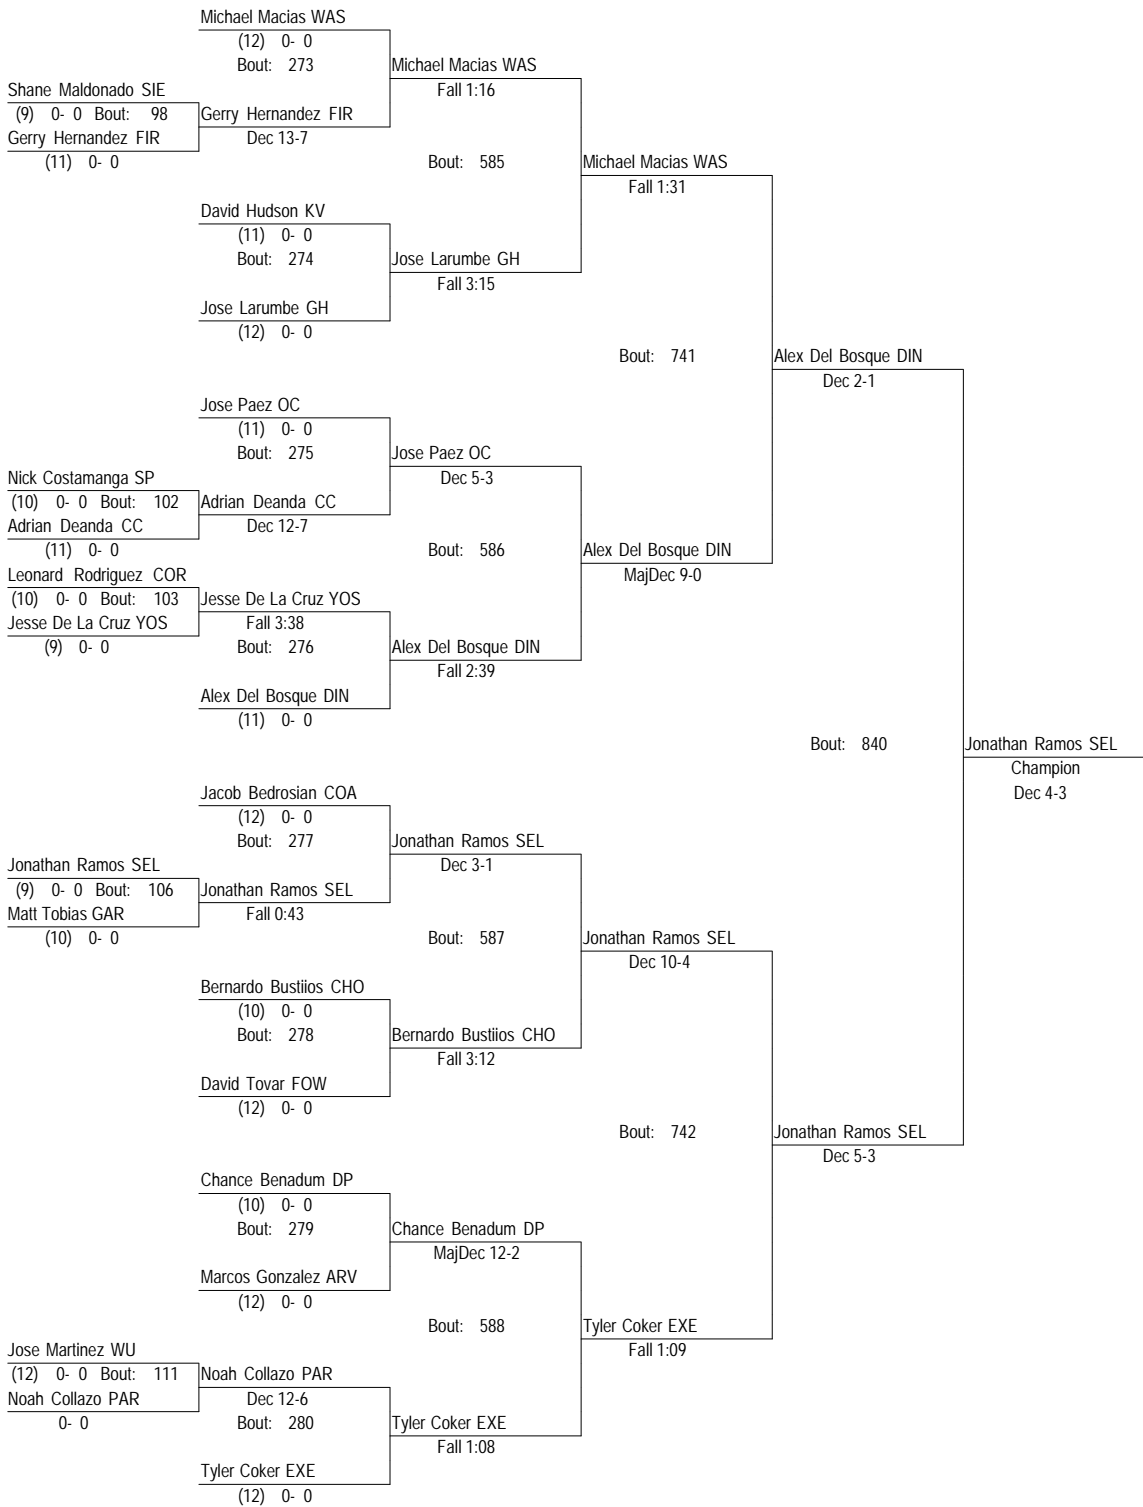 Michael Macias WAS
(12) 0- 0
Bout: 273
Michael Macias WAS
Fall 1:16
Shane Maldonado SIE
(9) 0- 0 Bout: 98
Gerry Hernandez FIR
Gerry Hernandez FIR
Dec 13-7
(11) 0- 0
Bout: 585
Michael Macias WAS
Fall 1:31
David Hudson KV
(11) 0- 0
Bout: 274
Jose Larumbe GH
Fall 3:15
Jose Larumbe GH
(12) 0- 0
Bout: 741
Alex Del Bosque DIN
Dec 2-1
Jose Paez OC
(11) 0- 0
Bout: 275
Jose Paez OC
Dec 5-3
Nick Costamanga SP
(10) 0- 0 Bout: 102
Adrian Deanda CC
Adrian Deanda CC
Dec 12-7
(11) 0- 0
Bout: 586
Alex Del Bosque DIN
MajDec 9-0
Leonard Rodriguez COR
(10) 0- 0 Bout: 103
Jesse De La Cruz YOS
Jesse De La Cruz YOS
Fall 3:38
(9) 0- 0
Bout: 276
Alex Del Bosque DIN
Fall 2:39
Alex Del Bosque DIN
(11) 0- 0
Bout: 840
Jonathan Ramos SEL
Champion
Dec 4-3
Jacob Bedrosian COA
(12) 0- 0
Bout: 277
Jonathan Ramos SEL
Dec 3-1
Jonathan Ramos SEL
(9) 0- 0 Bout: 106
Jonathan Ramos SEL
Matt Tobias GAR
Fall 0:43
(10) 0- 0
Bout: 587
Jonathan Ramos SEL
Dec 10-4
Bernardo Bustiios CHO
(10) 0- 0
Bout: 278
Bernardo Bustiios CHO
Fall 3:12
David Tovar FOW
(12) 0- 0
Bout: 742
Jonathan Ramos SEL
Dec 5-3
Chance Benadum DP
(10) 0- 0
Bout: 279
Chance Benadum DP
MajDec 12-2
Marcos Gonzalez ARV
(12) 0- 0
Bout: 588
Tyler Coker EXE
Fall 1:09
Jose Martinez WU
(12) 0- 0 Bout: 111
Noah Collazo PAR
Noah Collazo PAR
Dec 12-6
0- 0
Bout: 280
Tyler Coker EXE
Fall 1:08
Tyler Coker EXE
(12) 0- 0